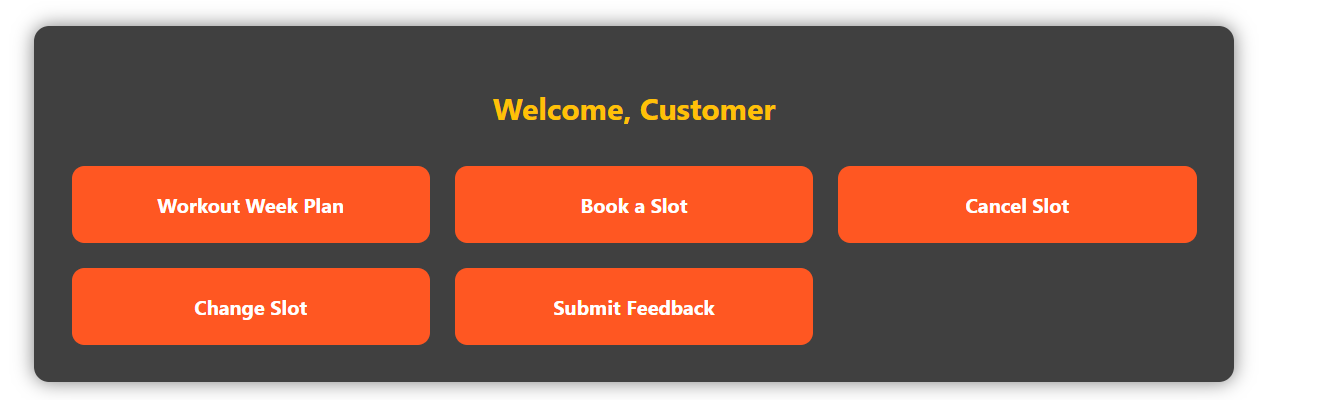 Welcome, Customer
Workout Week Plan
Book a Slot
Cancel Slot
Change Slot
Submit Feedback